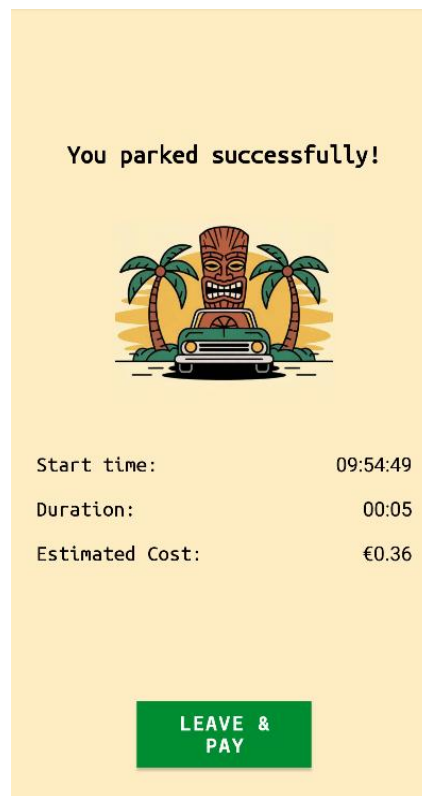 You parked successfully!
Start time: 09:54:49
Duration: 00:05
Estimated Cost: €0.36
LEAVE &
PAY